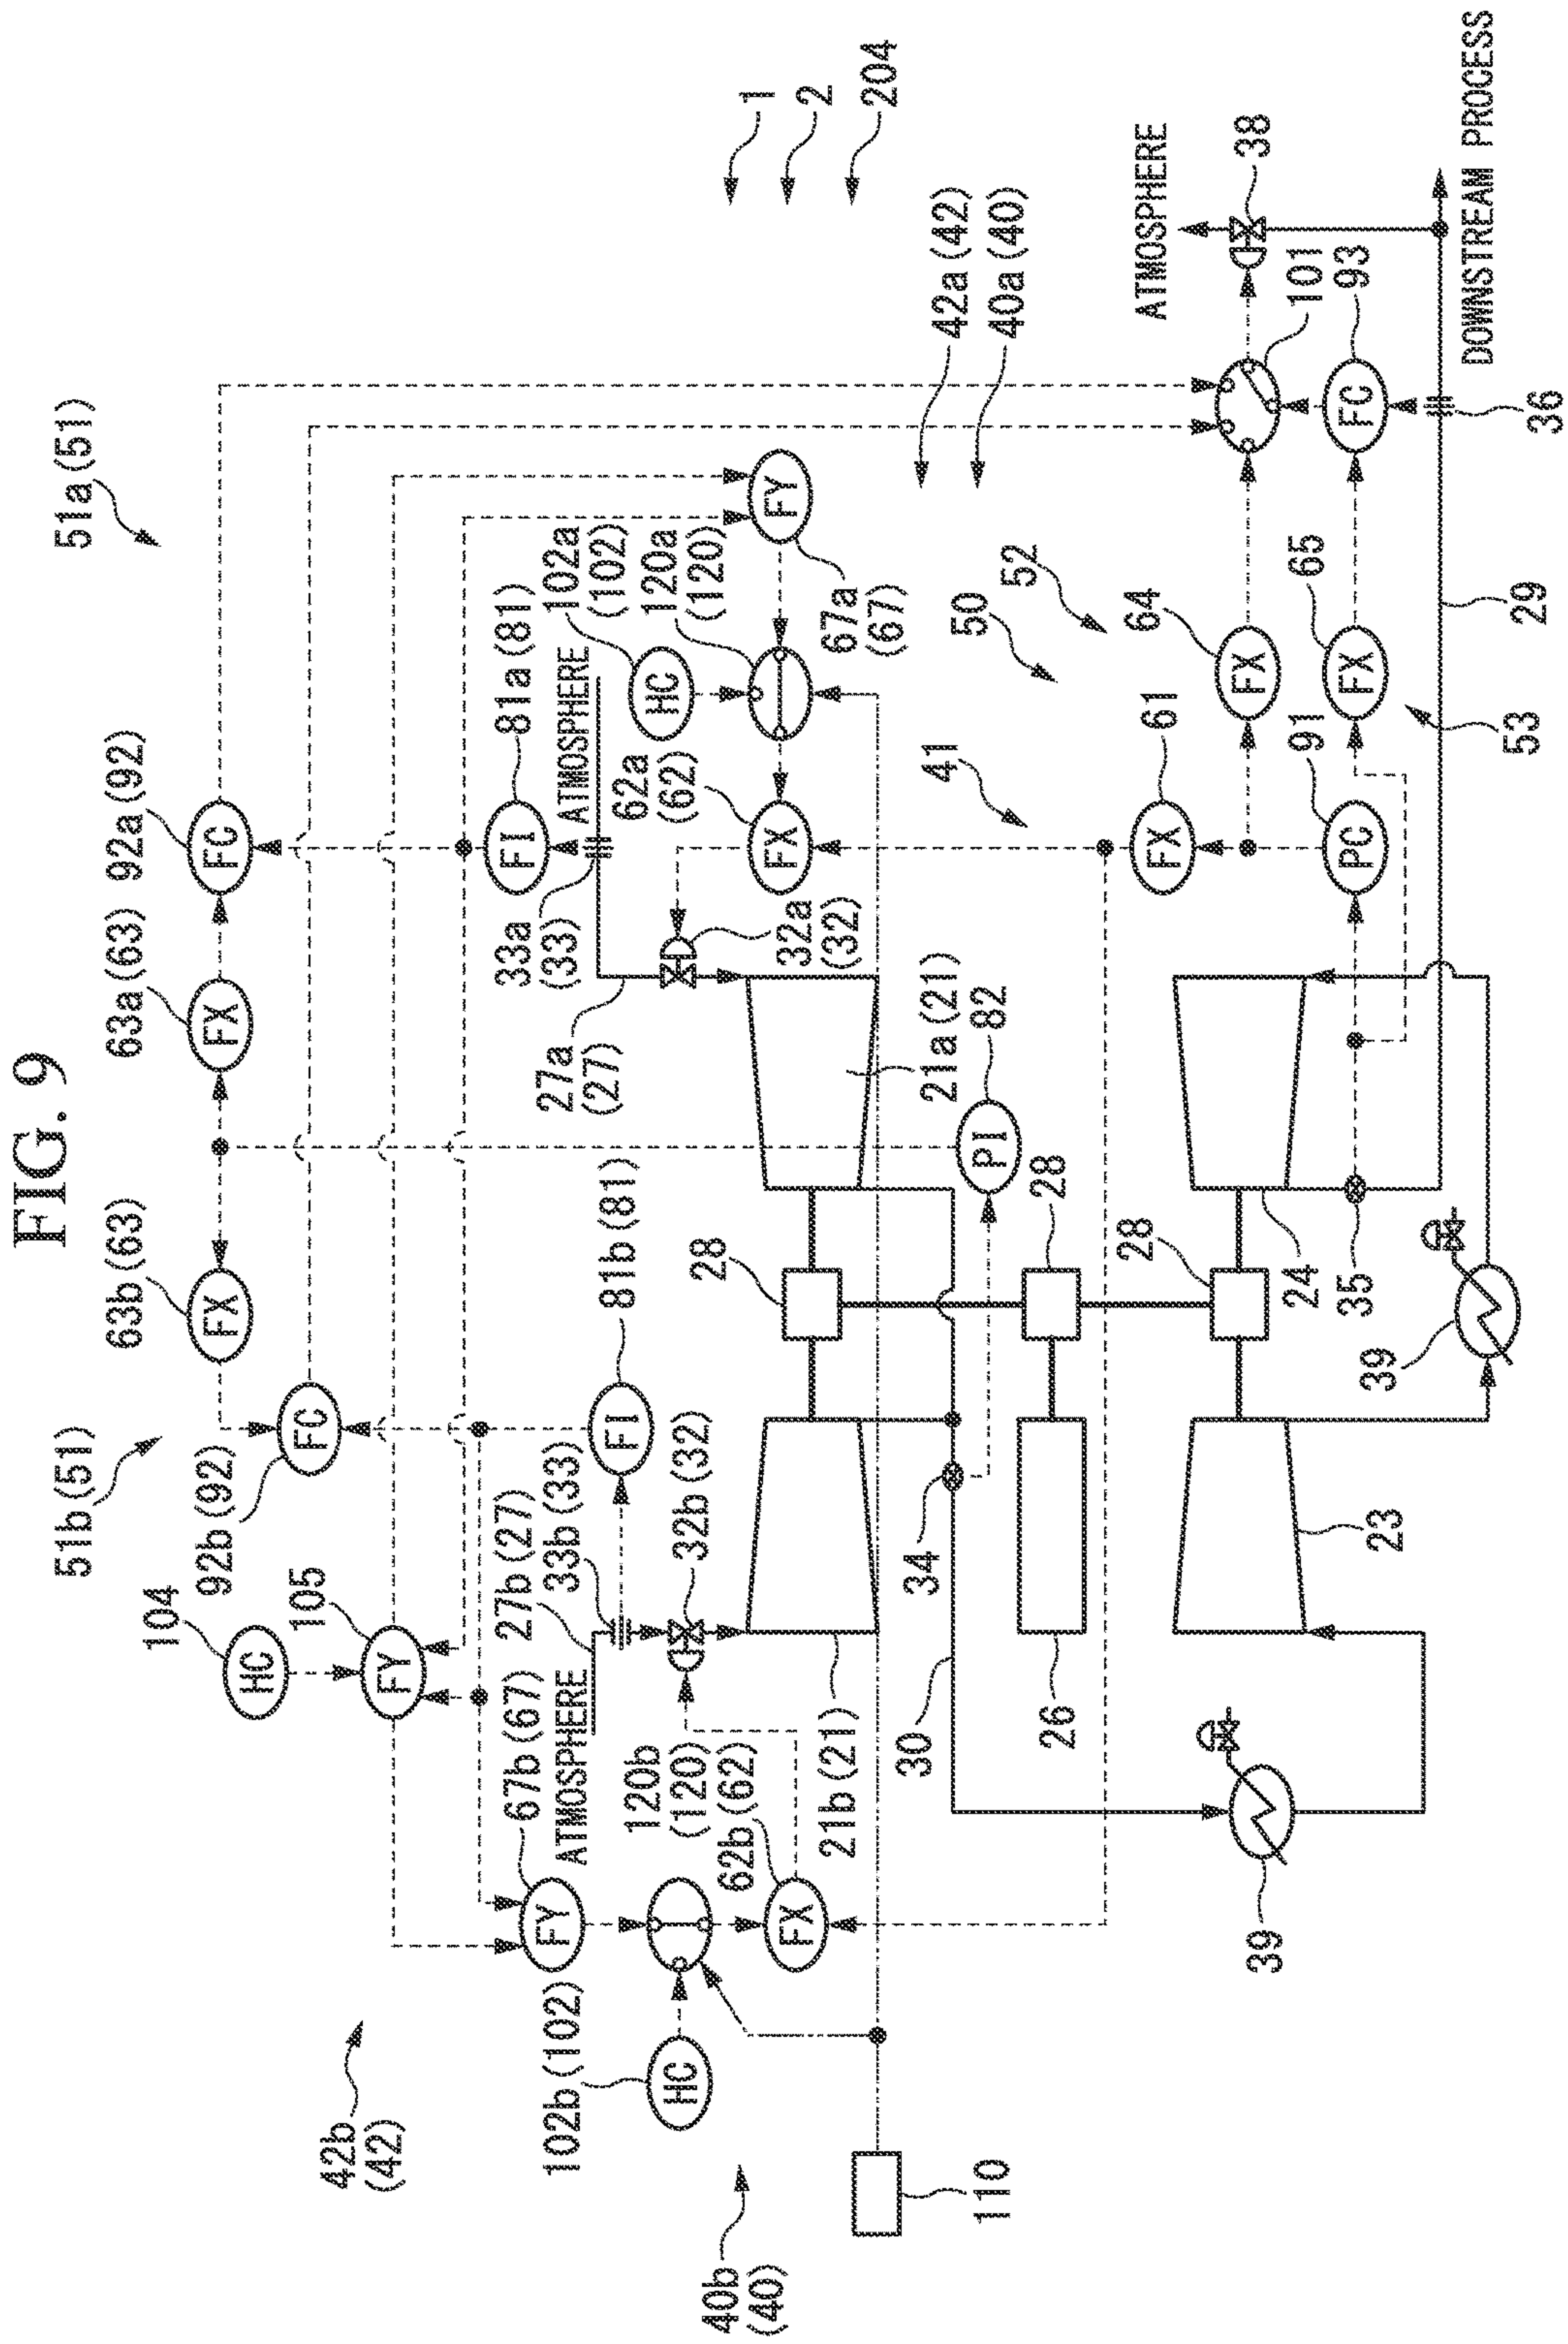 FIG. 9
51b (51)
63b (63)
63a (63)
92a (92)
51a (51)
FX
FX
FC
104
HC
92b (92)
FC
105
FY
42b
(42)
67b (67)
FY
ATMOSPHERE
27b (27)
33b (33)
81b (81)
FI
33a
(33)
FI
81a (81)
27a
(27)
ATMOSPHERE
102a
(102)
HC
102b (102)
HC
120b
(120)
32b (32)
62a
(62)
120a
(120)
FY
28
40b
(40)
62b (62)
FX
32a
(32)
FX
67a
(67)
1
2
204
21b (21)
21a (21)
110
30
34
82
PI
41
50
52
42a (42)
40a (40)
26
28
61
FX
64
FX
ATMOSPHERE
38
28
39
23
24
35
91
PC
65
FX
101
93
FC
39
53
29
36
DOWNSTREAM PROCESS